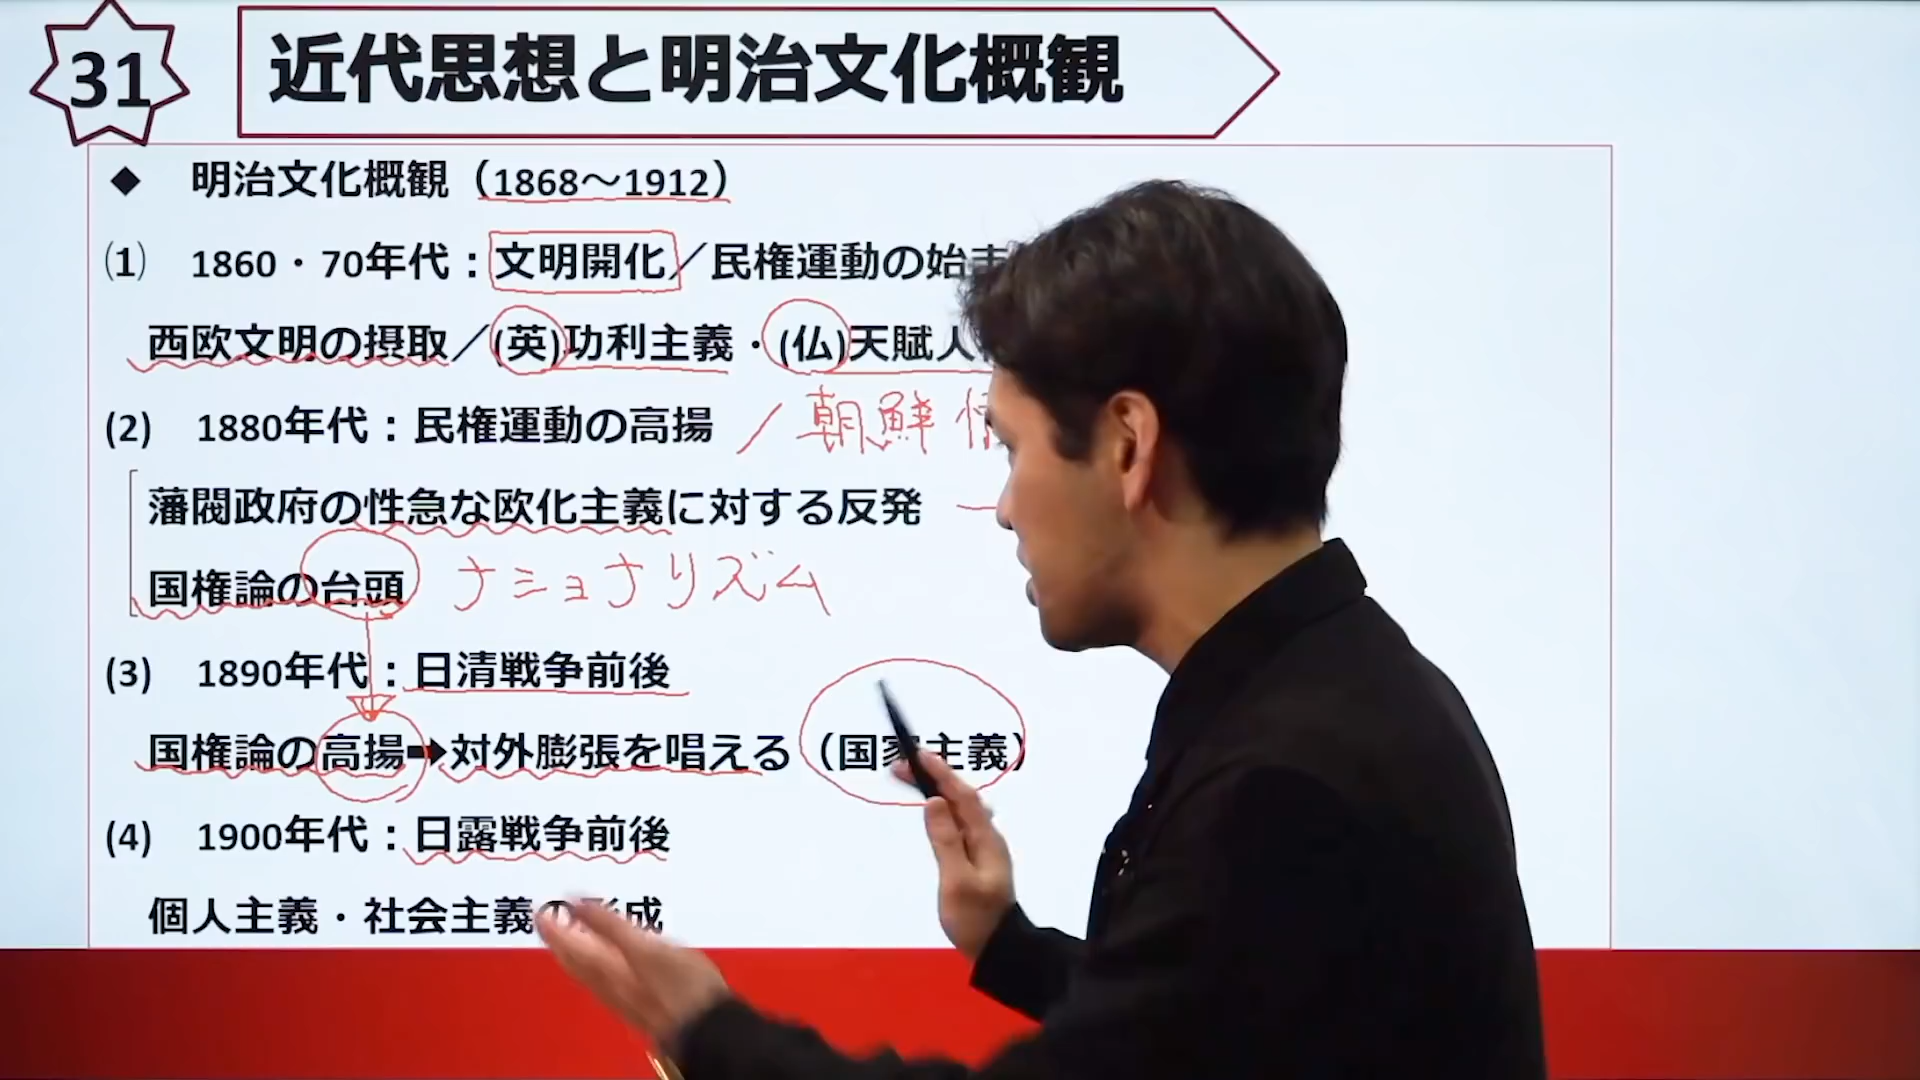 31
近代思想と明治文化概観
◆ 明治文化概観（1868～1912）
⑴ 1860・70年代：文明開化／民権運動の始ま
西欧文明の摂取／(英)功利主義・(仏)天賦人
(2) 1880年代：民権運動の高揚 ／朝鮮
藩閥政府の性急な欧化主義に対する反発
国権論の台頭 ナショナリズム
(3) 1890年代：日清戦争前後
国権論の高揚➡対外膨張を唱える（国家主義）
(4) 1900年代：日露戦争前後
個人主義・社会主義の形成